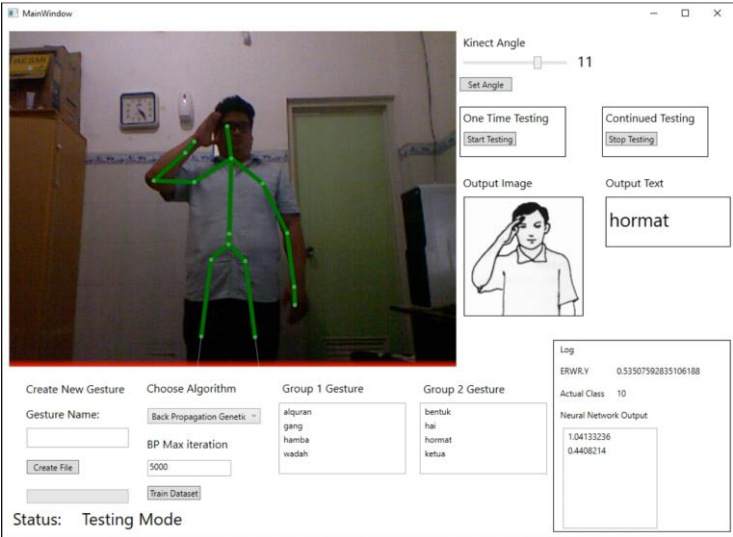 MainWindow
Kinect Angle
11
Set Angle
One Time Testing
Start Testing
Continued Testing
Stop Testing
Output Image
Output Text
hormat
Create New Gesture
Gesture Name:
Create File
Choose Algorithm
Back Propagation Genetic
BP Max iteration
5000
Train Dataset
Group 1 Gesture
alquran
gang
hamba
wadah
Group 2 Gesture
bentuk
hai
hormat
ketua
Log
ERWR.Y 0.53507592835106188
Actual Class 10
Neural Network Output
1.04133236
0.4408214
Status: Testing Mode